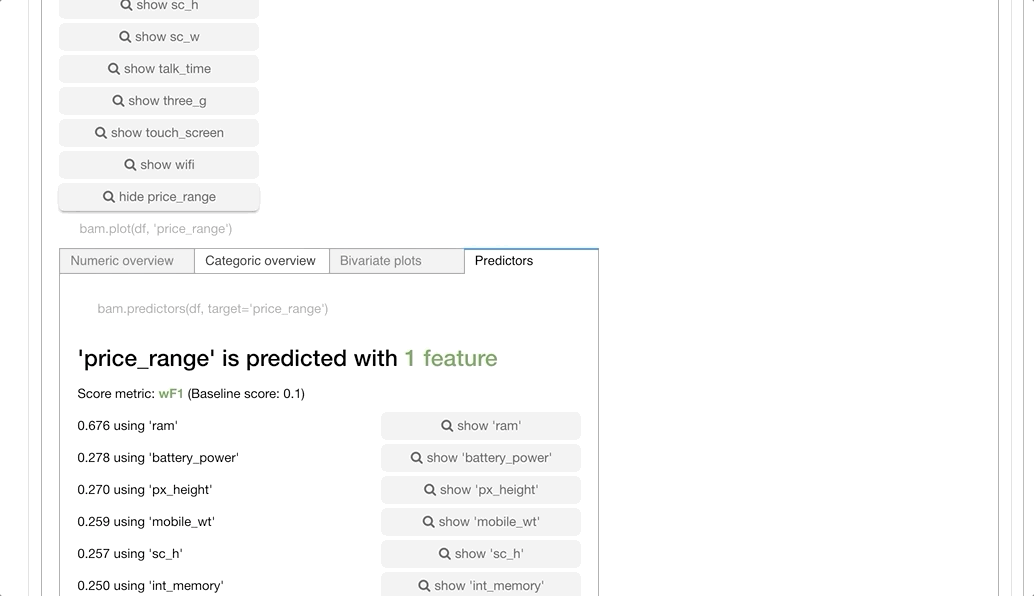 show sc_h
show sc_w
show talk_time
show three_g
show touch_screen
show wifi
hide price_range
bam.plot(df, 'price_range')
Numeric overview Categoric overview Bivariate plots Predictors
bam.predictors(df, target='price_range')
'price_range' is predicted with 1 feature
Score metric: wF1 (Baseline score: 0.1)
0.676 using 'ram' show 'ram'
0.278 using 'battery_power' show 'battery_power'
0.270 using 'px_height' show 'px_height'
0.259 using 'mobile_wt' show 'mobile_wt'
0.257 using 'sc_h' show 'sc_h'
0.250 using 'int_memory' show 'int_memory'